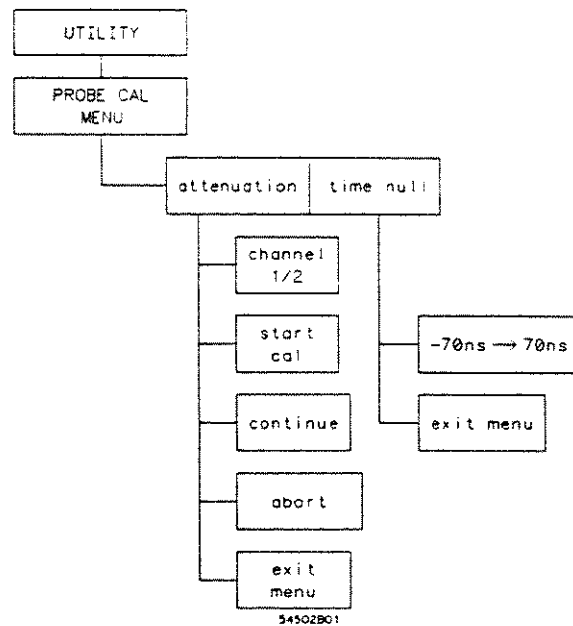 UTILITY
PROBE CAL
MENU
attenuation
time null
channel
1/2
start
cal
-70ns → 70ns
continue
exit menu
abort
exit
menu
54502B01